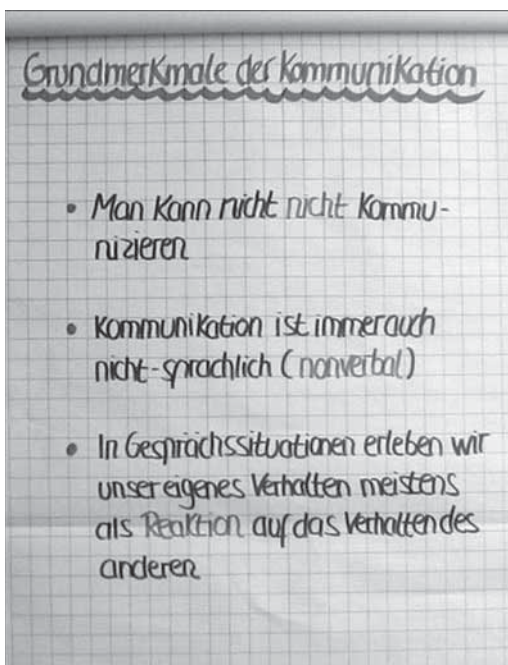 Grundmerkmale der Kommunikation
• Man kann nicht nicht kommu-
nizieren
• Kommunikation ist immer auch
nicht-sprachlich (nonverbal)
• In Gesprächssituationen erleben wir
unser eigenes Verhalten meistens
als Reaktion auf das Verhalten des
anderen